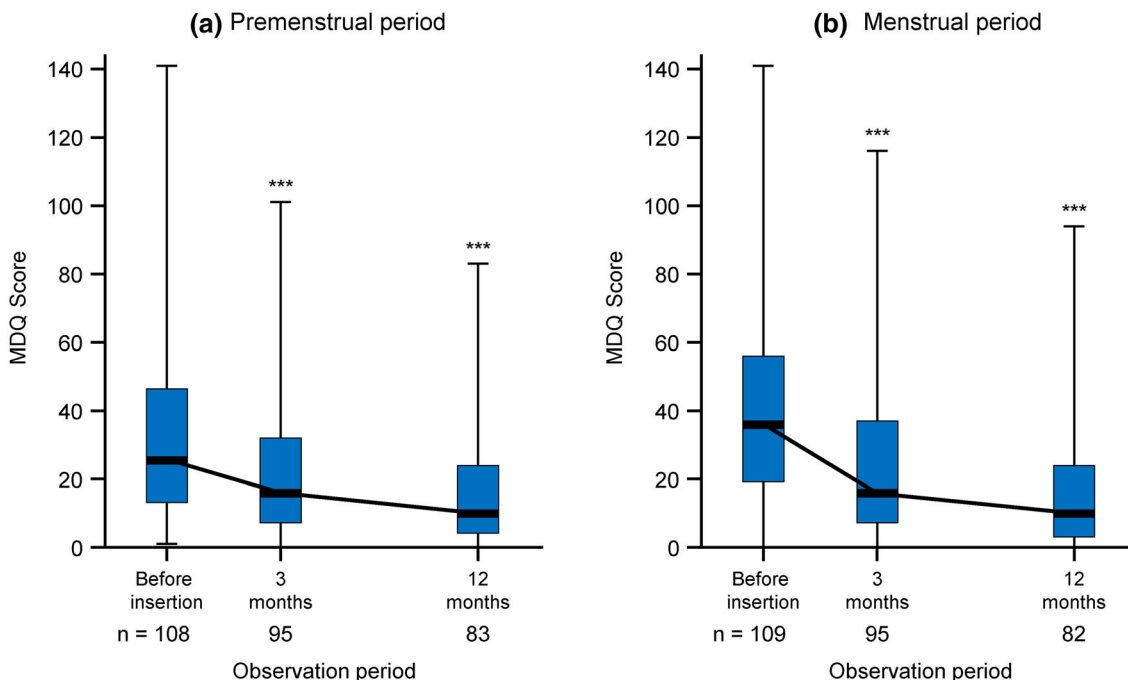 (a) Premenstrual period
140
120
100
80
60
40
20
0
MDQ Score
***
***
Before insertion
3 months
12 months
n = 108 95 83
Observation period
(b) Menstrual period
140
120
100
80
60
40
20
0
MDQ Score
***
***
Before insertion
3 months
12 months
n = 109 95 82
Observation period